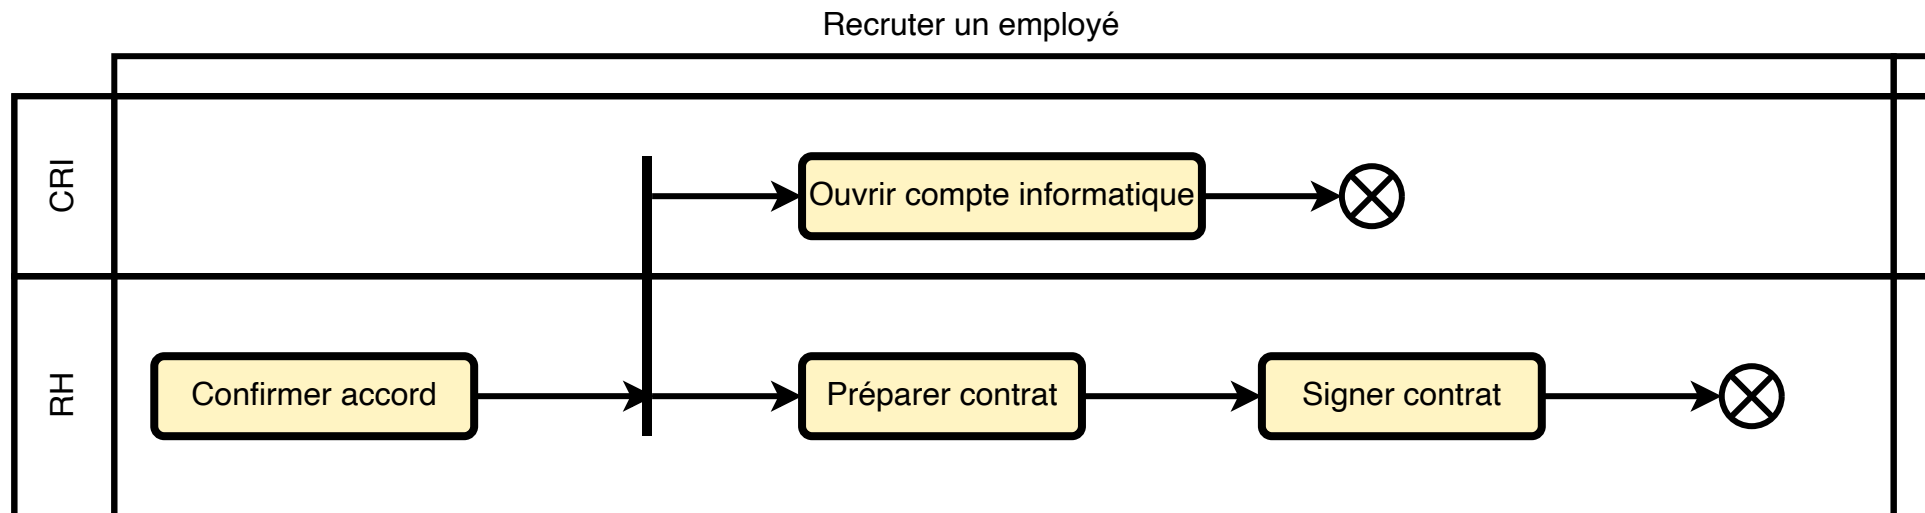 Recruter un employé
CRI
Ouvrir compte informatique
RH
Confirmer accord
Préparer contrat
Signer contrat